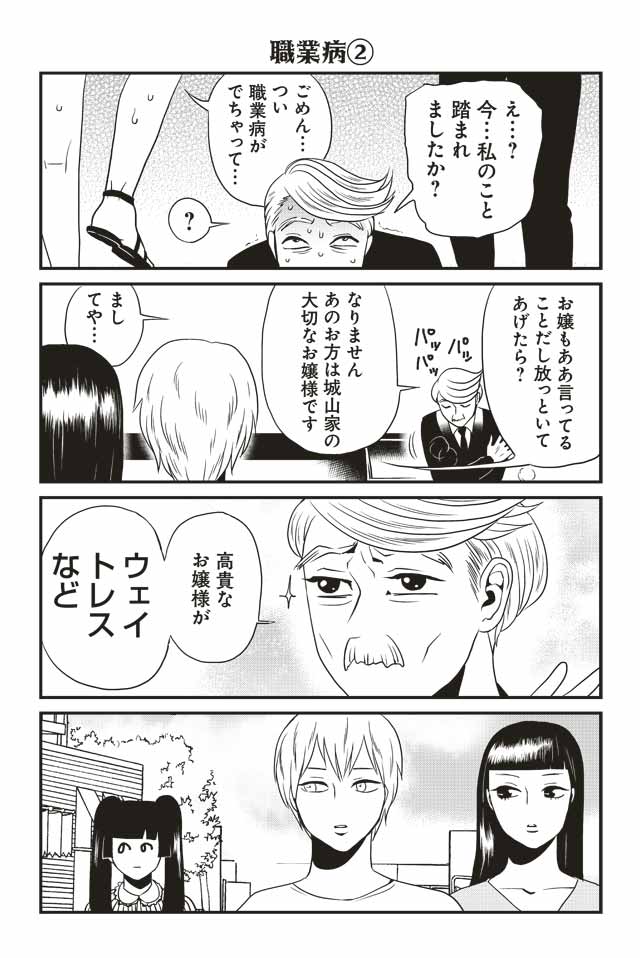 職業病②
え…?
今…私のこと
踏まれ
ましたか?
ごめん…
つい
職業病が
でちゃって…
?
お嬢もああ言ってる
ことだし放っといて
あげたら?
パッ
パッ
パッ
なりません
あのお方は城山家の
大切なお嬢様です
まし
てや…
高貴な
お嬢様が
ウェイ
トレス
など